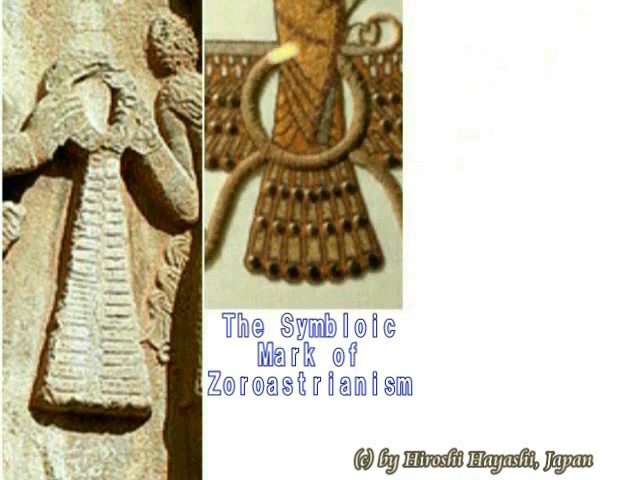 The Symbloic
Mark of
Zoroastrianism
(c) by Hiroshi Hayashi, Japan